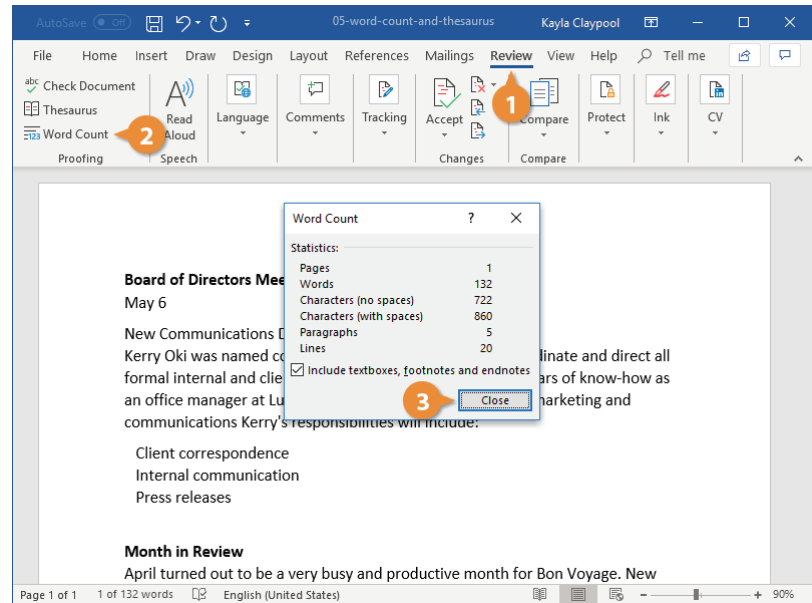 AutoSave Off 05-word-count-and-thesaurus Kayla Claypool
File Home Insert Draw Design Layout References Mailings Review View Help Tell me
abc Check Document
Thesaurus
123 Word Count
Proofing
A
Read
Aloud
Speech
Language
Comments
Tracking
Accept
Changes
Compare
Compare
Protect
Ink
CV
1
2
Word Count ?
Statistics:
Pages 1
Words 132
Characters (no spaces) 722
Characters (with spaces) 860
Paragraphs 5
Lines 20
Include textboxes, footnotes and endnotes
3 Close
Board of Directors Mee
May 6
New Communications D
Kerry Oki was named co linate and direct all
formal internal and clie ars of know-how as
an office manager at Lu arketing and
communications Kerry's responsibilities will include:
Client correspondence
Internal communication
Press releases
Month in Review
April turned out to be a very busy and productive month for Bon Voyage. New
Page 1 of 1 1 of 132 words English (United States) 90%